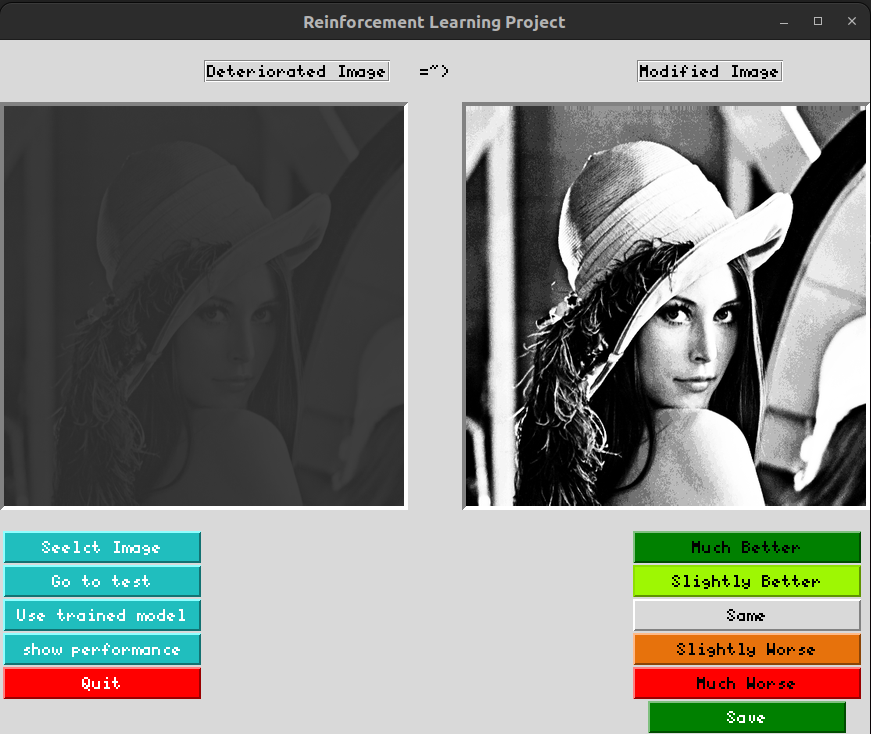 Reinforcement Learning Project
Deteriorated Image =~> Modified Image
Seelct Image
Go to test
Use trained model
show performance
Quit
Much Better
Slightly Better
Same
Slightly Worse
Much Worse
Save